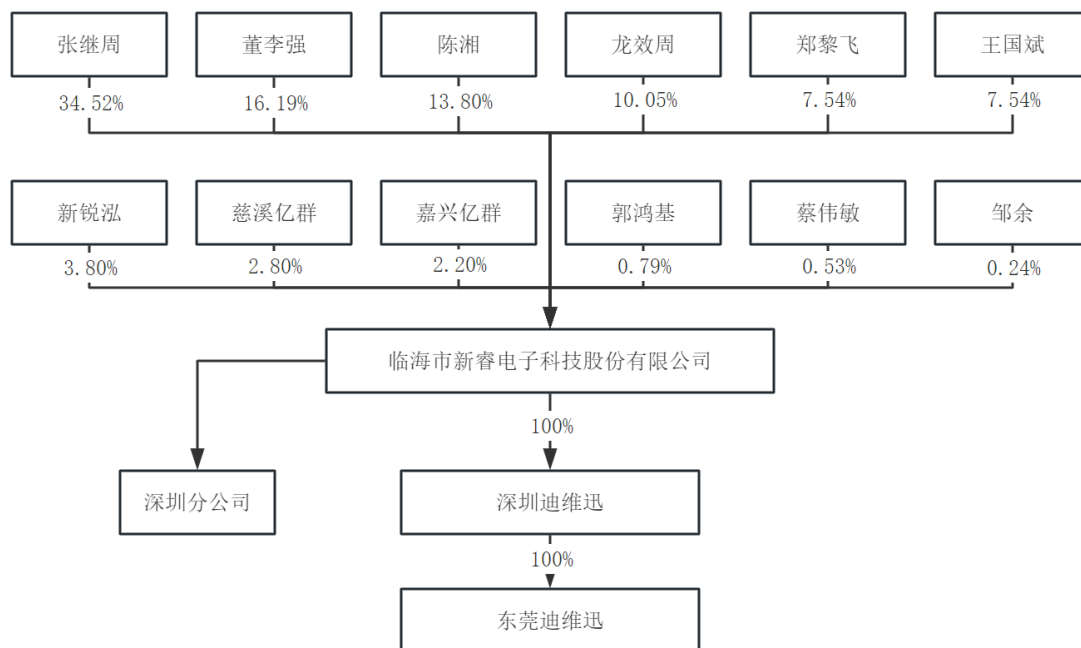 张继周 董李强 陈湘 龙效周 郑黎飞 王国斌
34.52% 16.19% 13.80% 10.05% 7.54% 7.54%
新锐泓 慈溪亿群 嘉兴亿群 郭鸿基 蔡伟敏 邹余
3.80% 2.80% 2.20% 0.79% 0.53% 0.24%
临海市新睿电子科技股份有限公司
100%
深圳分公司 深圳迪维迅
100%
东莞迪维迅